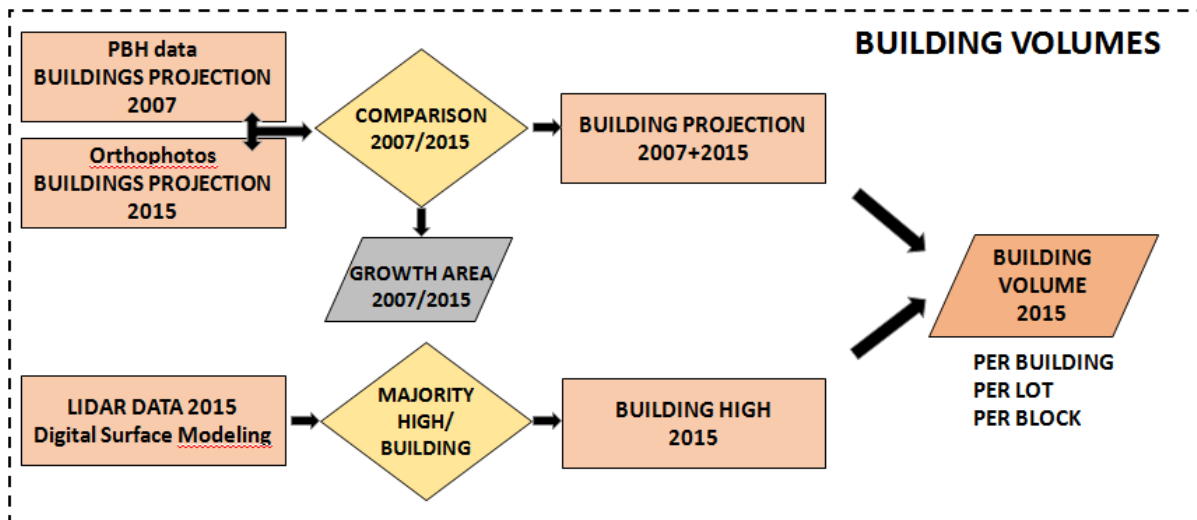 BUILDING VOLUMES
PBH data
BUILDINGS PROJECTION
2007
Orthophotos
BUILDINGS PROJECTION
2015
COMPARISON
2007/2015
BUILDING PROJECTION
2007+2015
GROWTH AREA
2007/2015
LIDAR DATA 2015
Digital Surface Modeling
MAJORITY
HIGH/
BUILDING
BUILDING HIGH
2015
BUILDING
VOLUME
2015
PER BUILDING
PER LOT
PER BLOCK